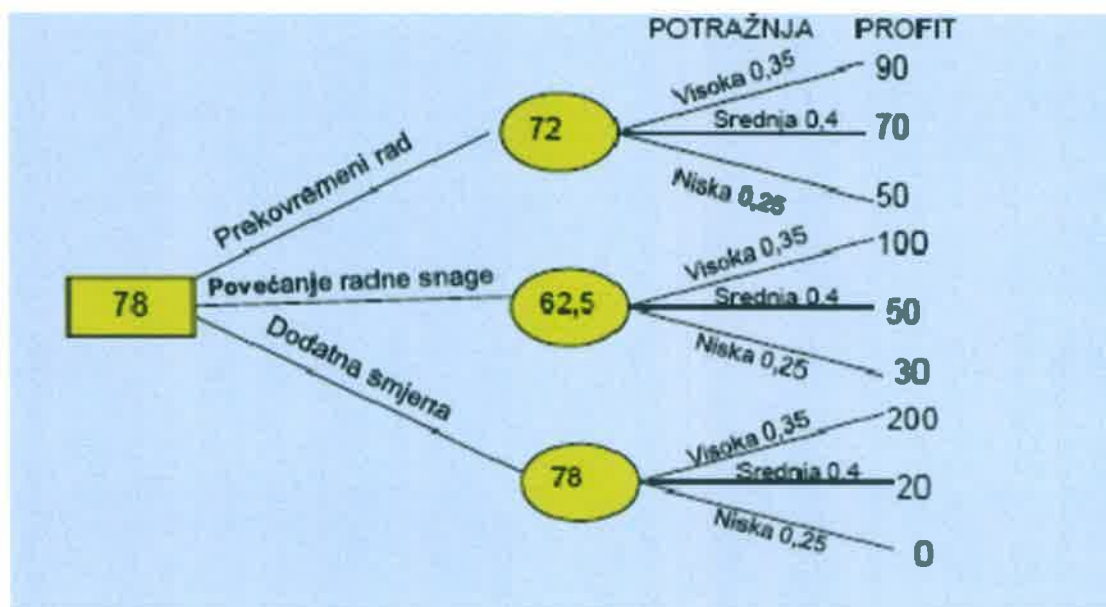 POTRAŽNJA PROFIT
Visoka 0,35 90
72 Srednja 0,4 70
Niska 0,25 50
Prekovremeni rad
Visoka 0,35 100
78 Povećanje radne snage 62,5 Srednja 0,4 50
Niska 0,25 30
Dodatna smjena
Visoka 0,35 200
78 Srednja 0,4 20
Niska 0,25 0